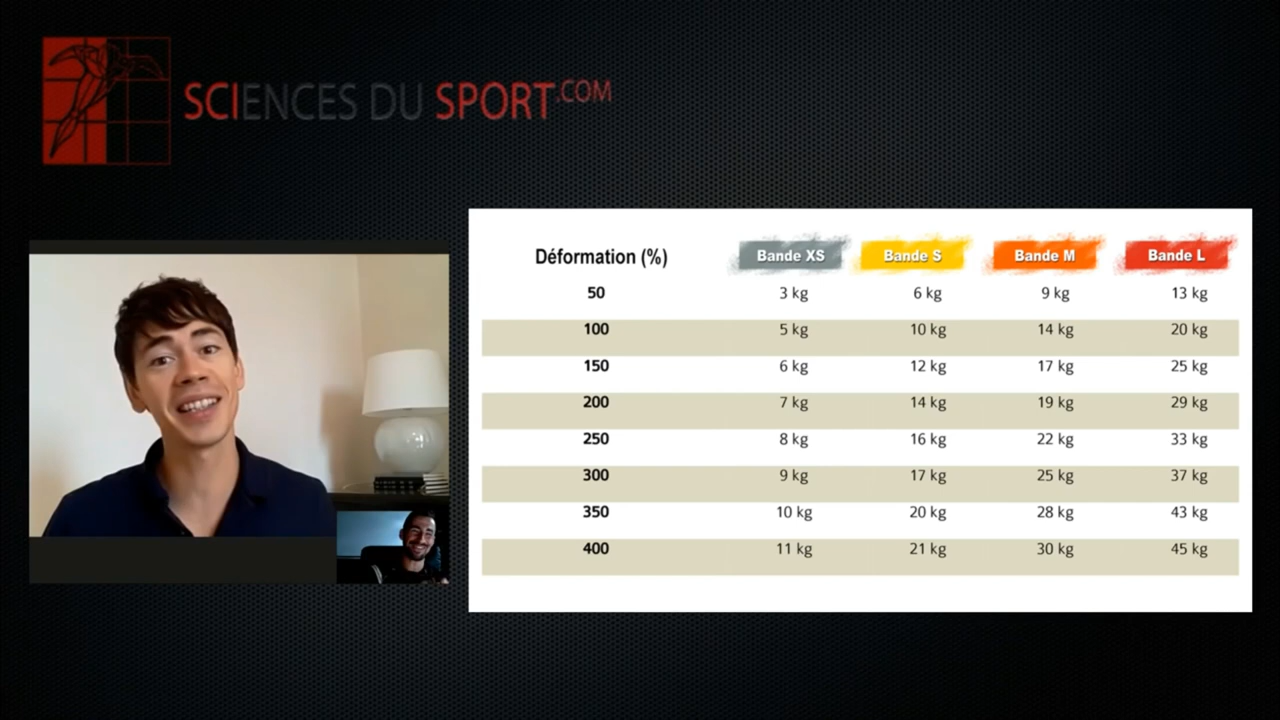 SCIENCES DU SPORT.COM
Déformation (%) Bande XS Bande S Bande M Bande L
50 3 kg 6 kg 9 kg 13 kg
100 5 kg 10 kg 14 kg 20 kg
150 6 kg 12 kg 17 kg 25 kg
200 7 kg 14 kg 19 kg 29 kg
250 8 kg 16 kg 22 kg 33 kg
300 9 kg 17 kg 25 kg 37 kg
350 10 kg 20 kg 28 kg 43 kg
400 11 kg 21 kg 30 kg 45 kg